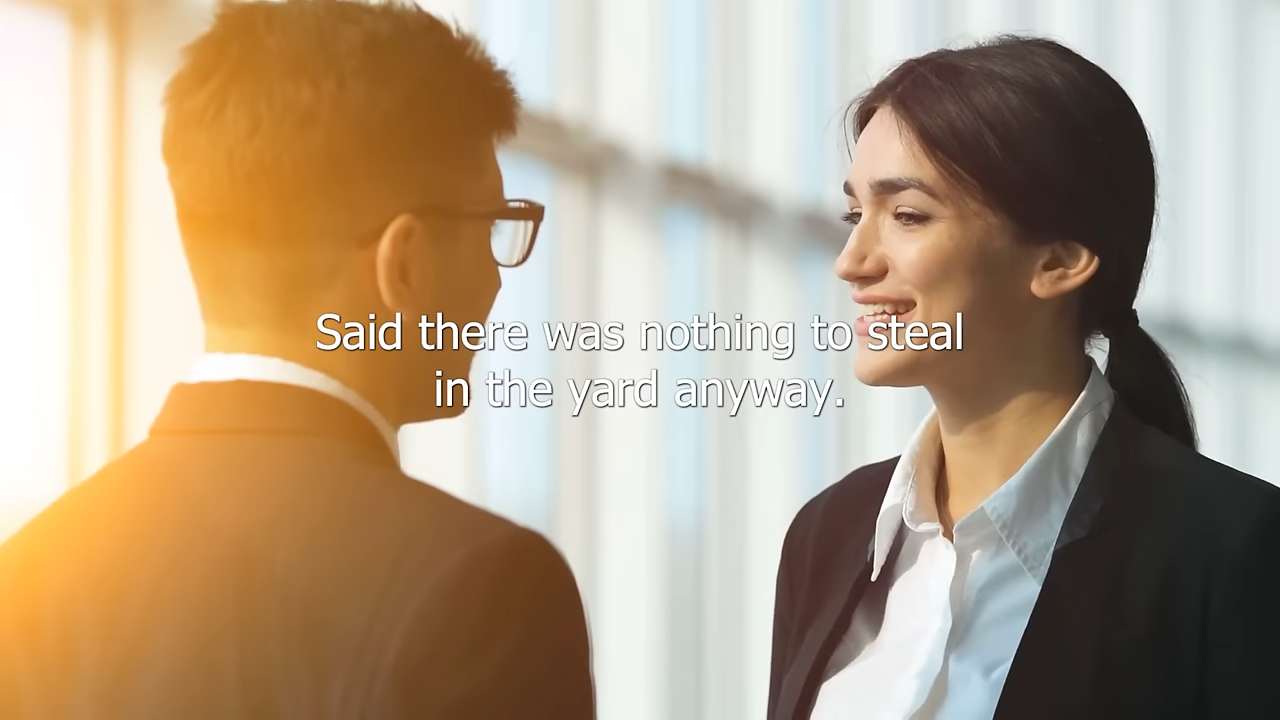 Said there was nothing to steal
in the yard anyway.